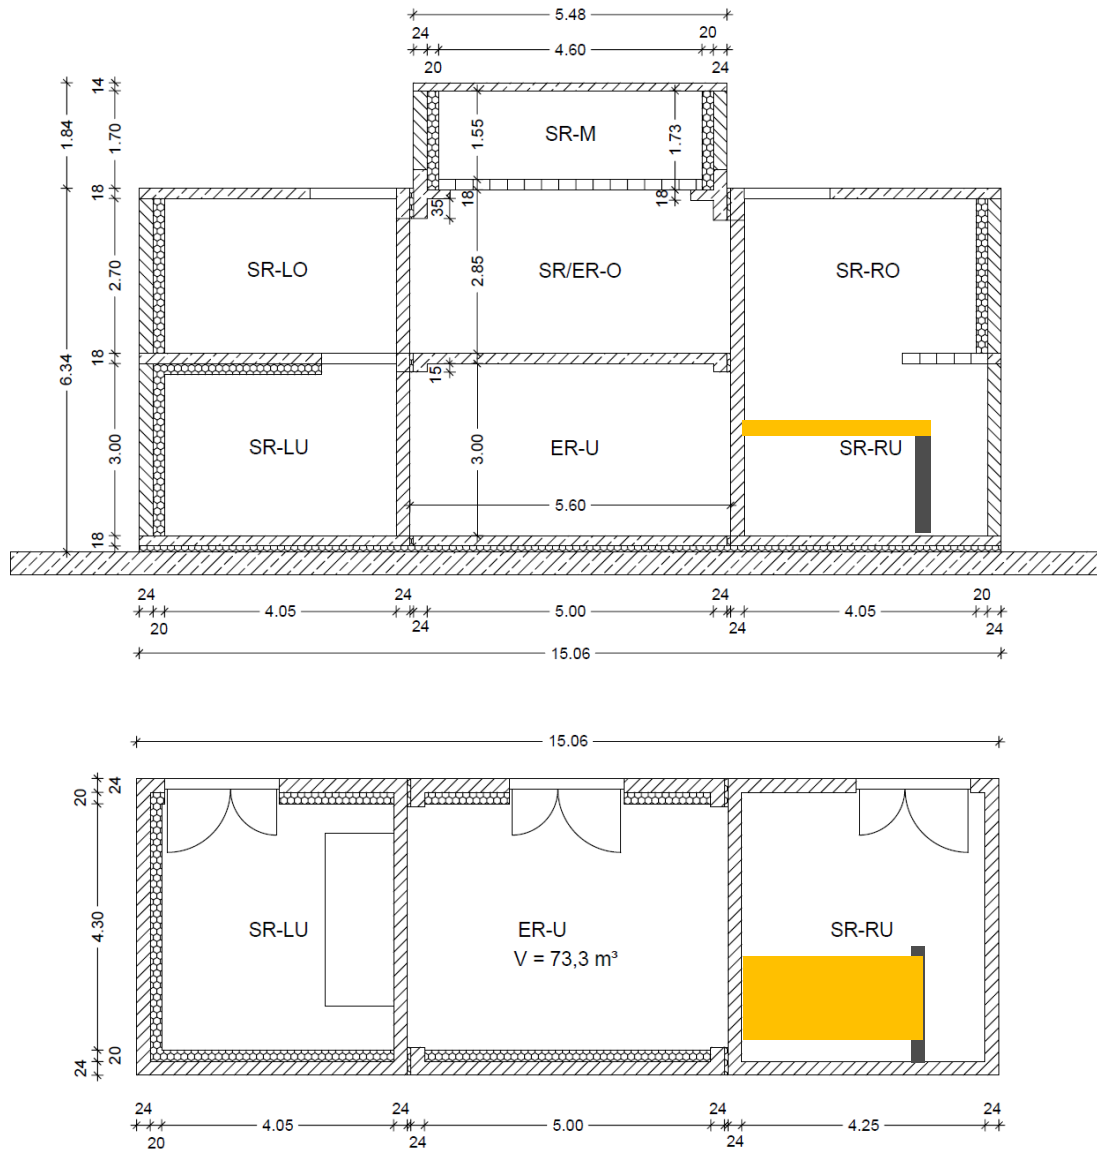 5.48
24 20
4.60
20 24
14
1.84
1.70
1.55
SR-M
1.73
18
18
18
35
SR-LO
SR/ER-O
SR-RO
2.70
2.85
6.34
18
15
3.00
SR-LU
3.00
ER-U
SR-RU
5.60
18
24 24 24 20
4.05 5.00 4.05
20 24 24 24
15.06
15.06
24
20
4.30
SR-LU
ER-U
SR-RU
V = 73,3 m³
20
24
24 24 24 24
4.05 5.00 4.25
20 24 24